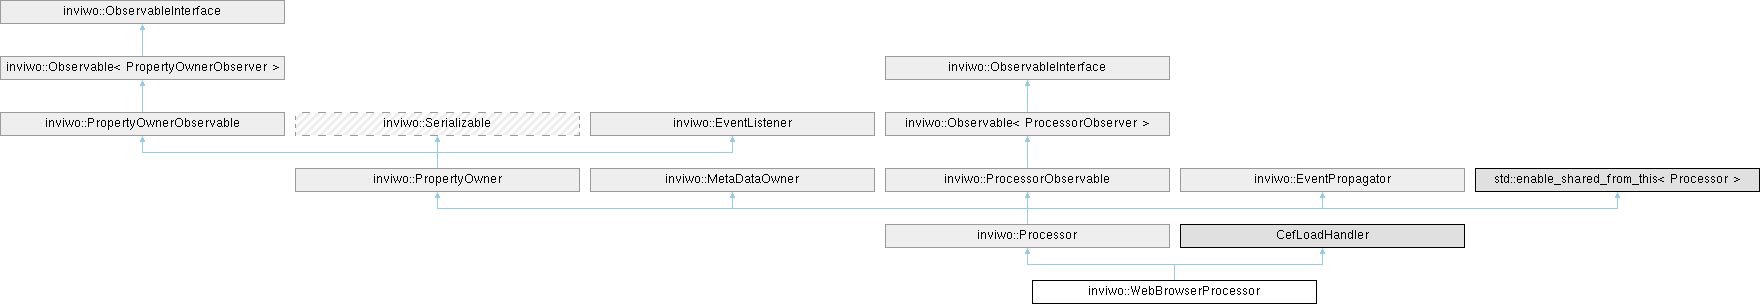 inviwo::ObservableInterface
inviwo::Observable< PropertyOwnerObserver >
inviwo::ObservableInterface
inviwo::PropertyOwnerObservable
inviwo::Serializable
inviwo::EventListener
inviwo::Observable< ProcessorObserver >
inviwo::PropertyOwner
inviwo::MetaDataOwner
inviwo::ProcessorObservable
inviwo::EventPropagator
std::enable_shared_from_this< Processor >
inviwo::Processor
CefLoadHandler
inviwo::WebBrowserProcessor